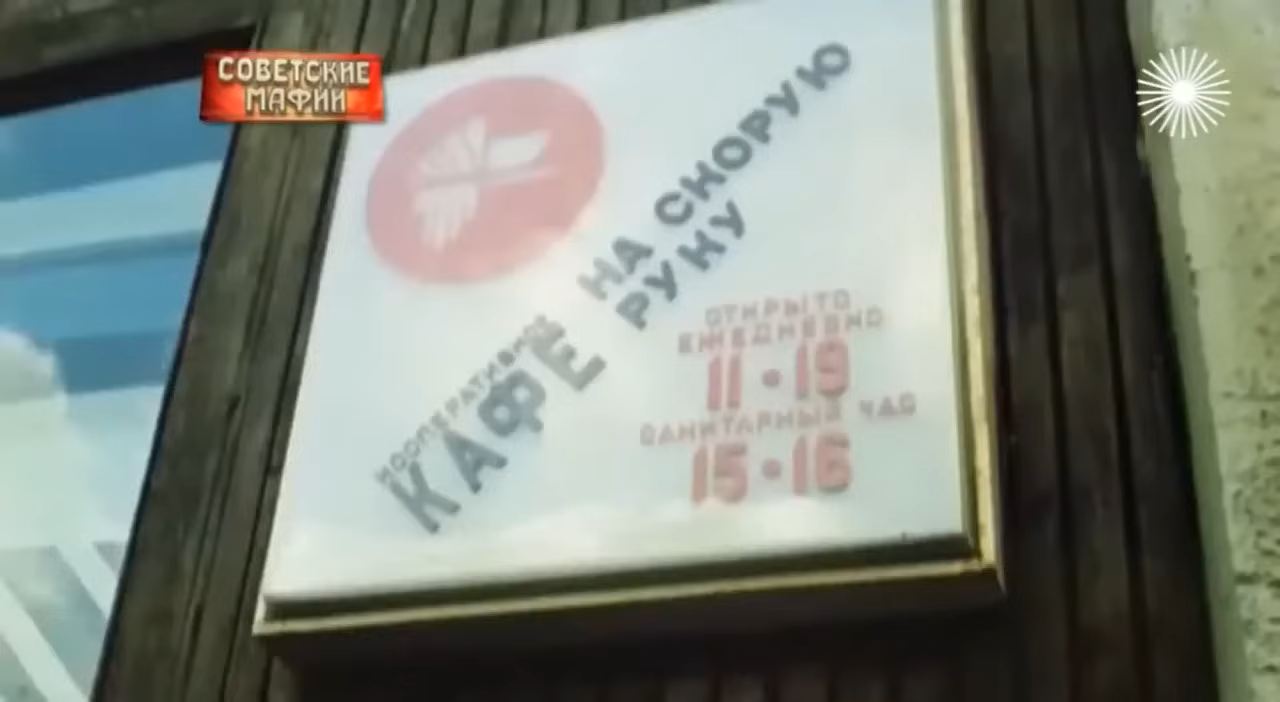 СОВЕТСКИЕ
МАФИИ
КООПЕРАТИВНОЕ
КАФЕ
НА СКОРУЮ
РУКУ
ОТКРЫТО
ЕЖЕДНЕВНО
11•19
САНИТАРНЫЙ ЧАС
15•16